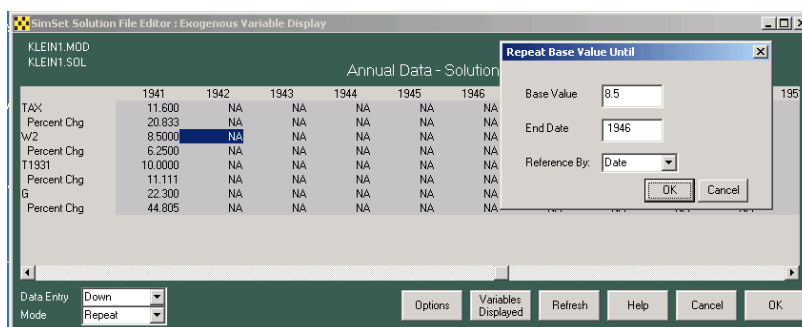 SimSet Solution File Editor : Exogenous Variable Display
KLEIN1.MOD
KLEIN1.SOL
Annual Data - Solution
1941 1942 1943 1944 1945 1946
TAX 11.600 NA NA NA NA NA
Percent Chg 20.833 NA NA NA NA NA
W2 8.5000 NA NA NA NA NA
Percent Chg 6.2500 NA NA NA NA NA
T1931 10.0000 NA NA NA NA NA
Percent Chg 11.111 NA NA NA NA NA
G 22.300 NA NA NA NA NA
Percent Chg 44.805 NA NA NA NA NA NA NA NA NA
Repeat Base Value Until
Base Value 8.5
End Date 1946
Reference By: Date
OK Cancel
Data Entry Down
Mode Repeat
Options Variables Displayed Refresh Help Cancel OK